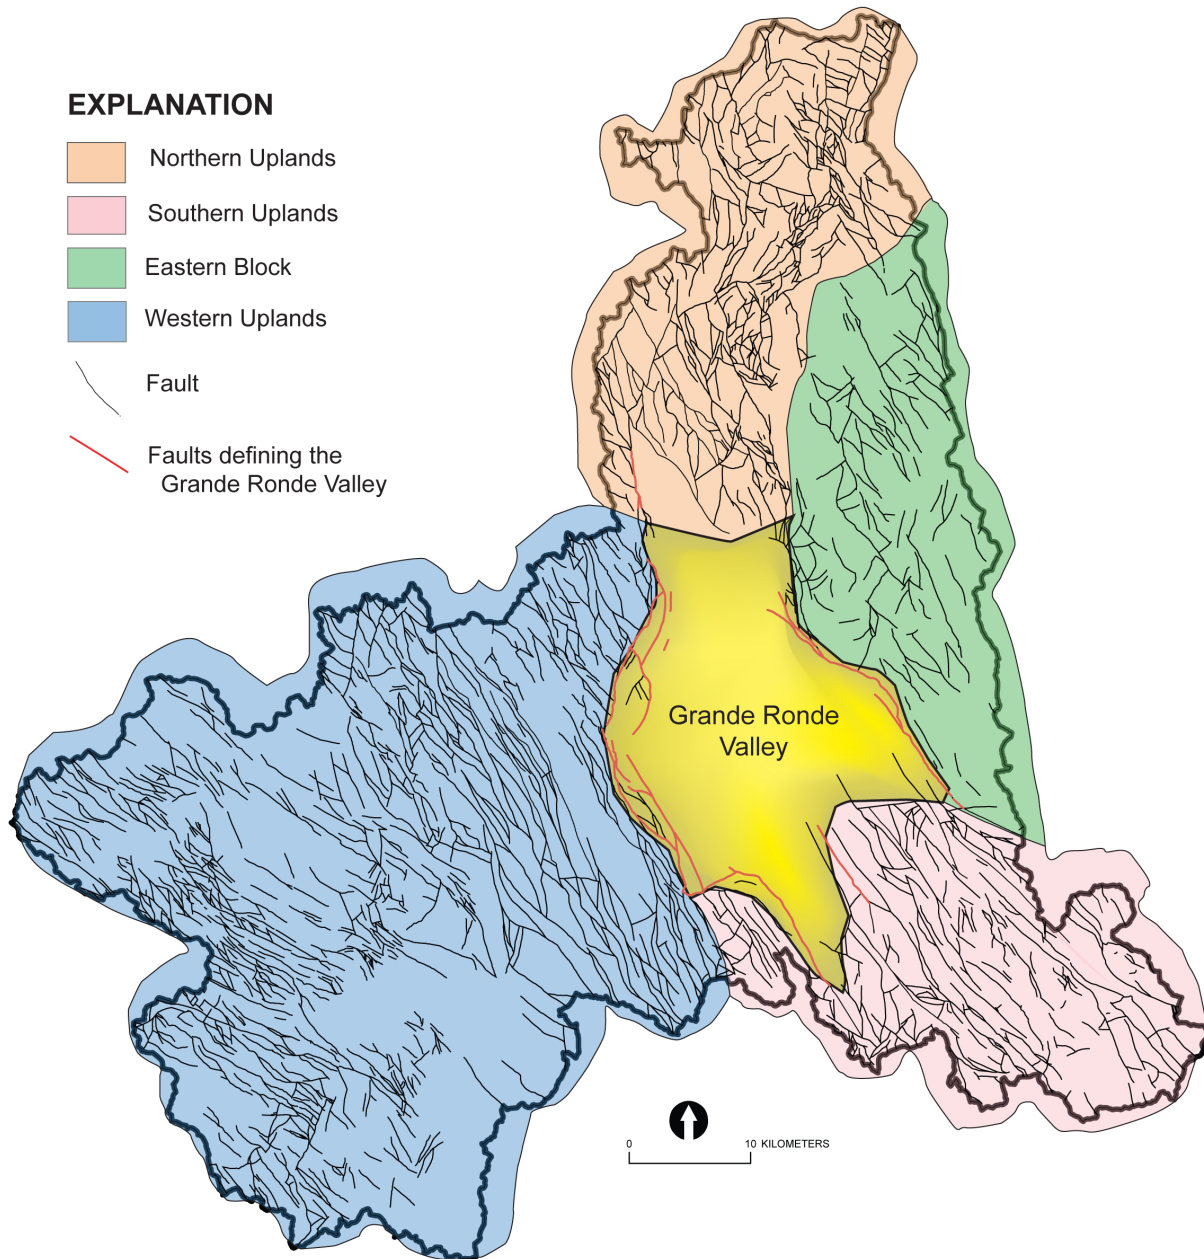 EXPLANATION
Northern Uplands
Southern Uplands
Eastern Block
Western Uplands
Fault
Faults defining the
Grande Ronde Valley
Grande Ronde
Valley
0 10 KILOMETERS